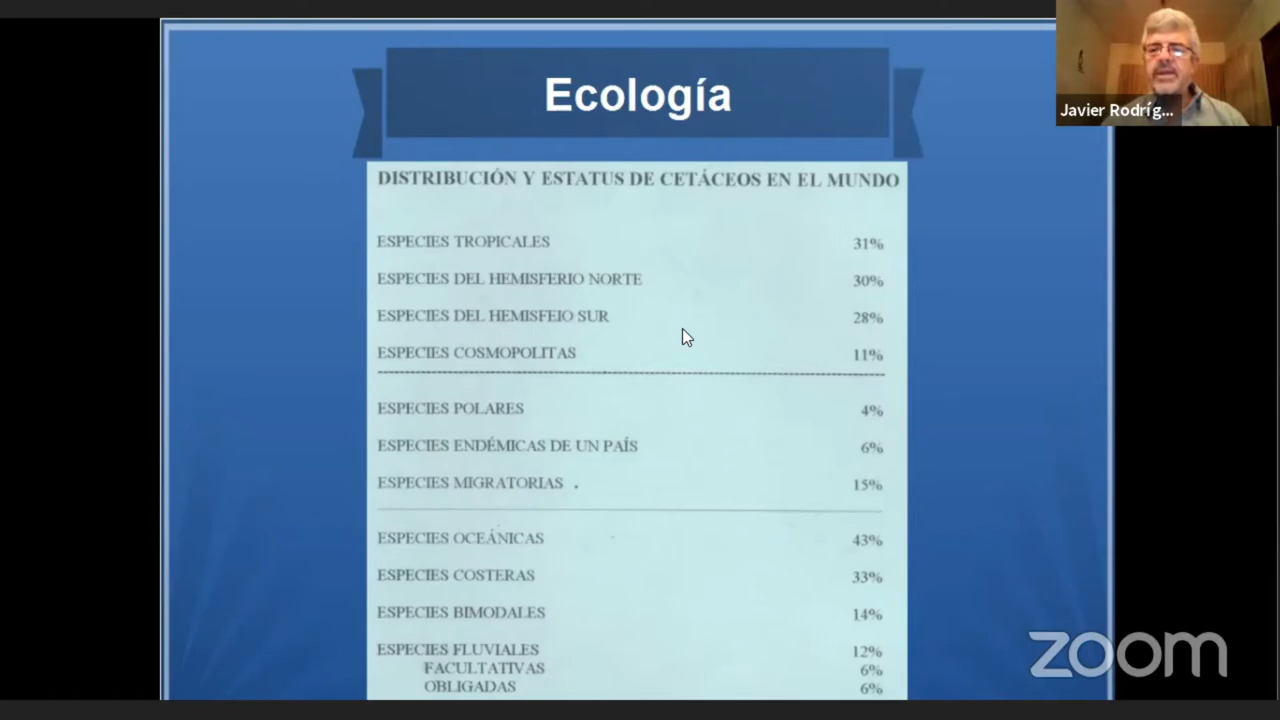 Ecología
Javier Rodríg...
DISTRIBUCIÓN Y ESTATUS DE CETÁCEOS EN EL MUNDO
ESPECIES TROPICALES 31%
ESPECIES DEL HEMISFERIO NORTE 30%
ESPECIES DEL HEMISFEIO SUR 28%
ESPECIES COSMOPOLITAS 11%
ESPECIES POLARES 4%
ESPECIES ENDÉMICAS DE UN PAÍS 6%
ESPECIES MIGRATORIAS 15%
ESPECIES OCEÁNICAS 43%
ESPECIES COSTERAS 33%
ESPECIES BIMODALES 14%
ESPECIES FLUVIALES 12%
FACULTATIVAS 6%
OBLIGADAS 6%
zoom